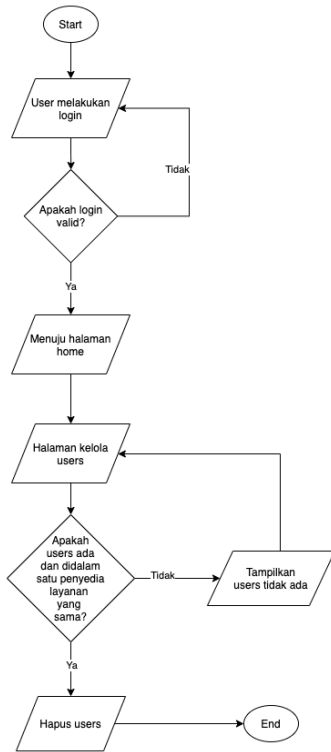 Start
User melakukan
login
Tidak
Apakah login
valid?
Ya
Menuju halaman
home
Halaman kelola
users
Apakah
users ada
dan didalam
satu penyedia
layanan
yang
sama?
Tidak
Tampilkan
users tidak ada
Ya
Hapus users
End